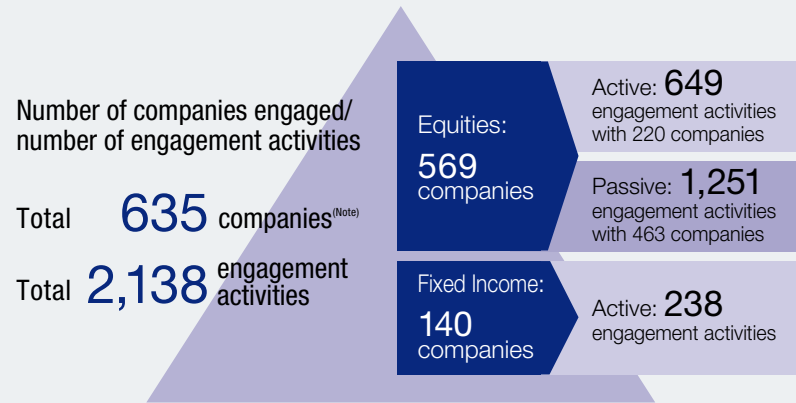 Number of companies engaged/
number of engagement activities
Total 635 companies(Note)
Total 2,138 engagement
activities
Equities:
569
companies
Active: 649
engagement activities
with 220 companies
Passive: 1,251
engagement activities
with 463 companies
Fixed Income:
140
companies
Active: 238
engagement activities